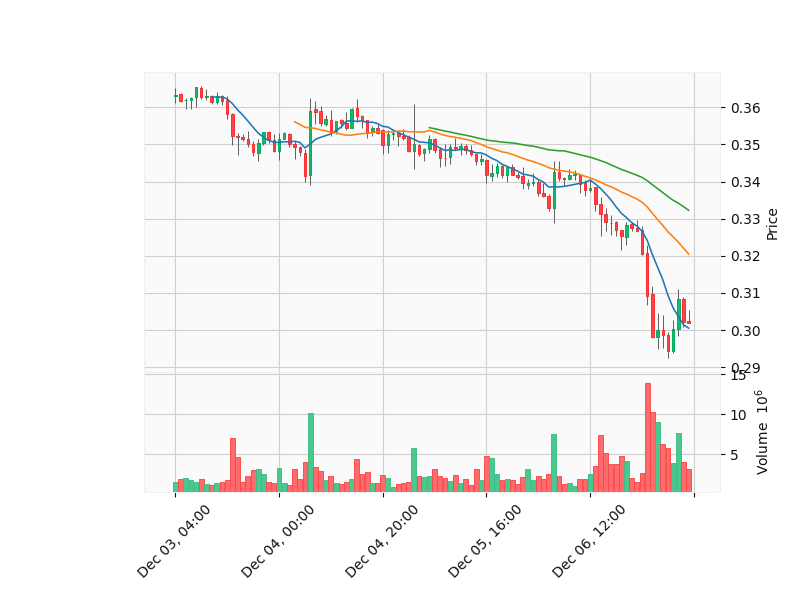 0.36
0.35
0.34
0.33
0.32
0.31
0.30
0.29
Price
15
10
5
Volume 10^6
Dec 03, 04:00
Dec 04, 00:00
Dec 04, 20:00
Dec 05, 16:00
Dec 06, 12:00